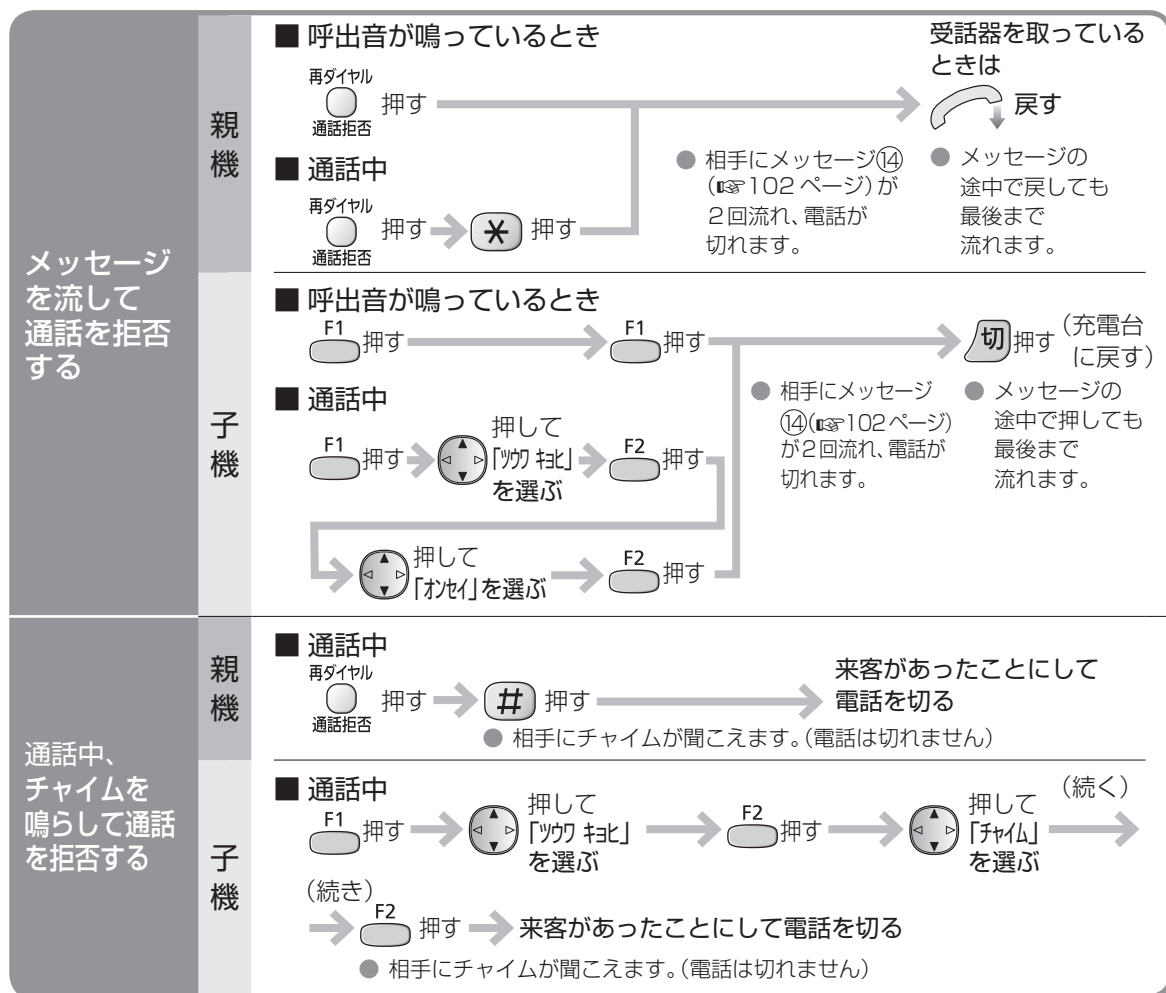 メッセージ
を流して
通話を拒否
する
親
機
■ 呼出音が鳴っているとき
再ダイヤル
押す
通話拒否
受話器を取っている
ときは
戻す
● 相手にメッセージ⑭
(☞102ページ)が
2回流れ、電話が
切れます。
● メッセージの
途中で戻しても
最後まで
流れます。
■ 通話中
再ダイヤル
押す ＊ 押す
通話拒否
子
機
■ 呼出音が鳴っているとき
F1 押す F1 押す 切 押す (充電台
に戻す)
● 相手にメッセージ
⑭(☞102ページ)
が2回流れ、電話が
切れます。
● メッセージの
途中で押しても
最後まで
流れます。
■ 通話中
F1 押す
押して
「ﾂｳﾜ ｷｮﾋ」
を選ぶ
F2 押す
押して
「ｵﾝｾｲ」を選ぶ
F2 押す
通話中、
チャイムを
鳴らして通話
を拒否する
親
機
■ 通話中
再ダイヤル
押す # 押す
通話拒否
来客があったことにして
電話を切る
● 相手にチャイムが聞こえます。(電話は切れません)
子
機
■ 通話中
F1 押す
押して
「ﾂｳﾜ ｷｮﾋ」
を選ぶ
F2 押す
押して
「ﾁｬｲﾑ」
を選ぶ
(続く)
(続き)
F2 押す 来客があったことにして電話を切る
● 相手にチャイムが聞こえます。(電話は切れません)